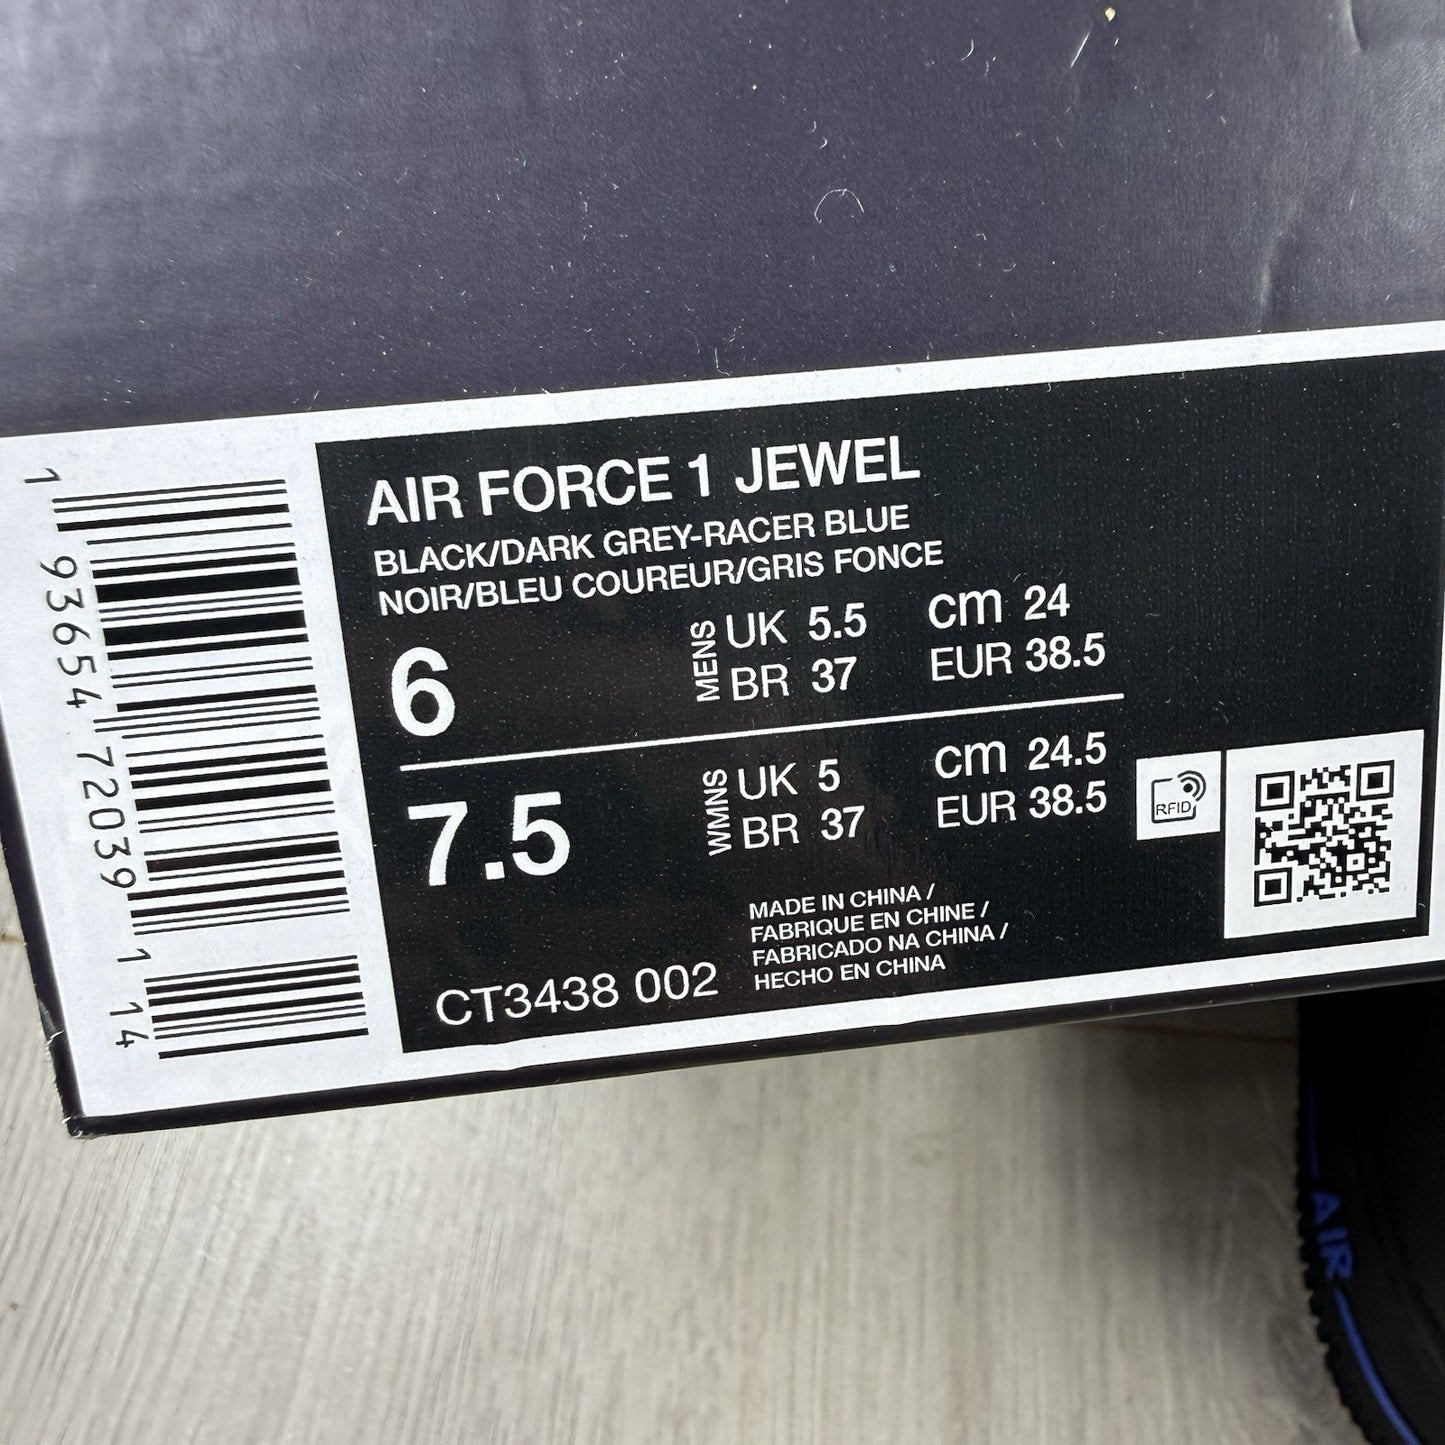 AIR FORCE 1 JEWEL
BLACK/DARK GREY-RACER BLUE
NOIR/BLEU COUREUR/GRIS FONCE
6 MENS UK 5.5 cm 24
BR 37 EUR 38.5
7.5 WMNS UK 5 cm 24.5
BR 37 EUR 38.5
RFID
MADE IN CHINA /
FABRIQUE EN CHINE /
FABRICADO NA CHINA /
HECHO EN CHINA
CT3438 002
1 93654 72039 1 14
AIR